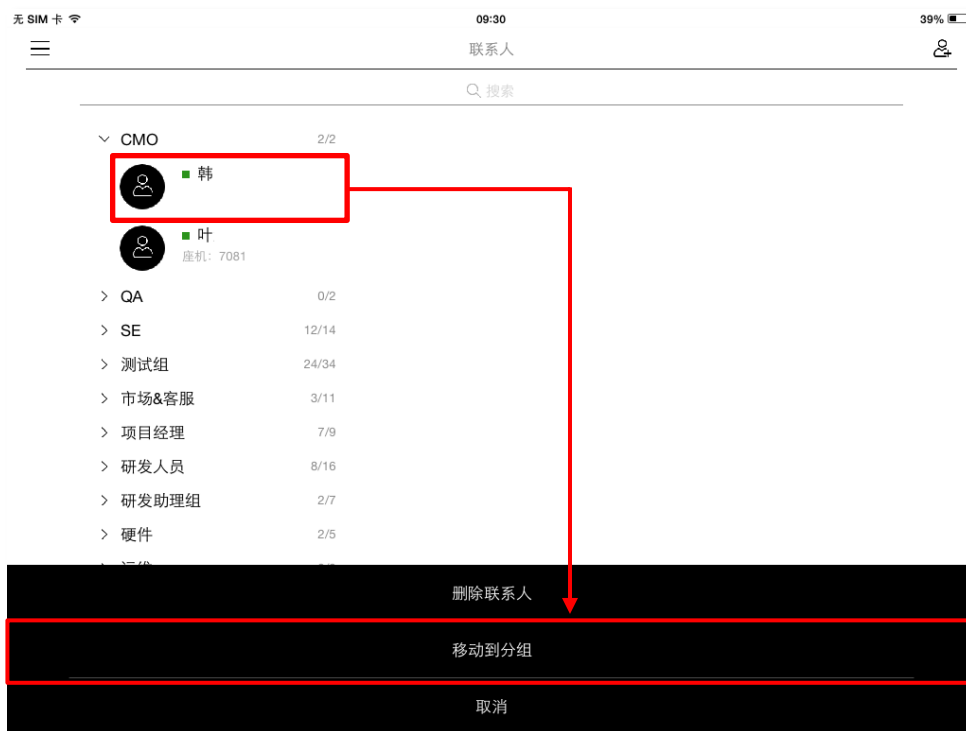 无 SIM 卡 09:30 39%
联系人
搜索
CMO 2/2
韩
叶
座机: 7081
QA 0/2
SE 12/14
测试组 24/34
市场&客服 3/11
项目经理 7/9
研发人员 8/16
研发助理组 2/7
硬件 2/5
删除联系人
移动到分组
取消